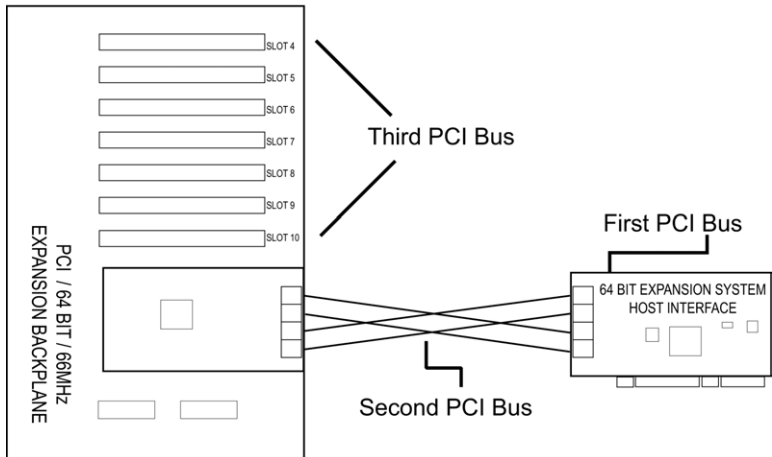 SLOT 4
SLOT 5
SLOT 6
SLOT 7
SLOT 8
SLOT 9
SLOT 10
PCI / 64 BIT / 66MHz
EXPANSION BACKPLANE
Third PCI Bus
First PCI Bus
64 BIT EXPANSION SYSTEM
HOST INTERFACE
Second PCI Bus